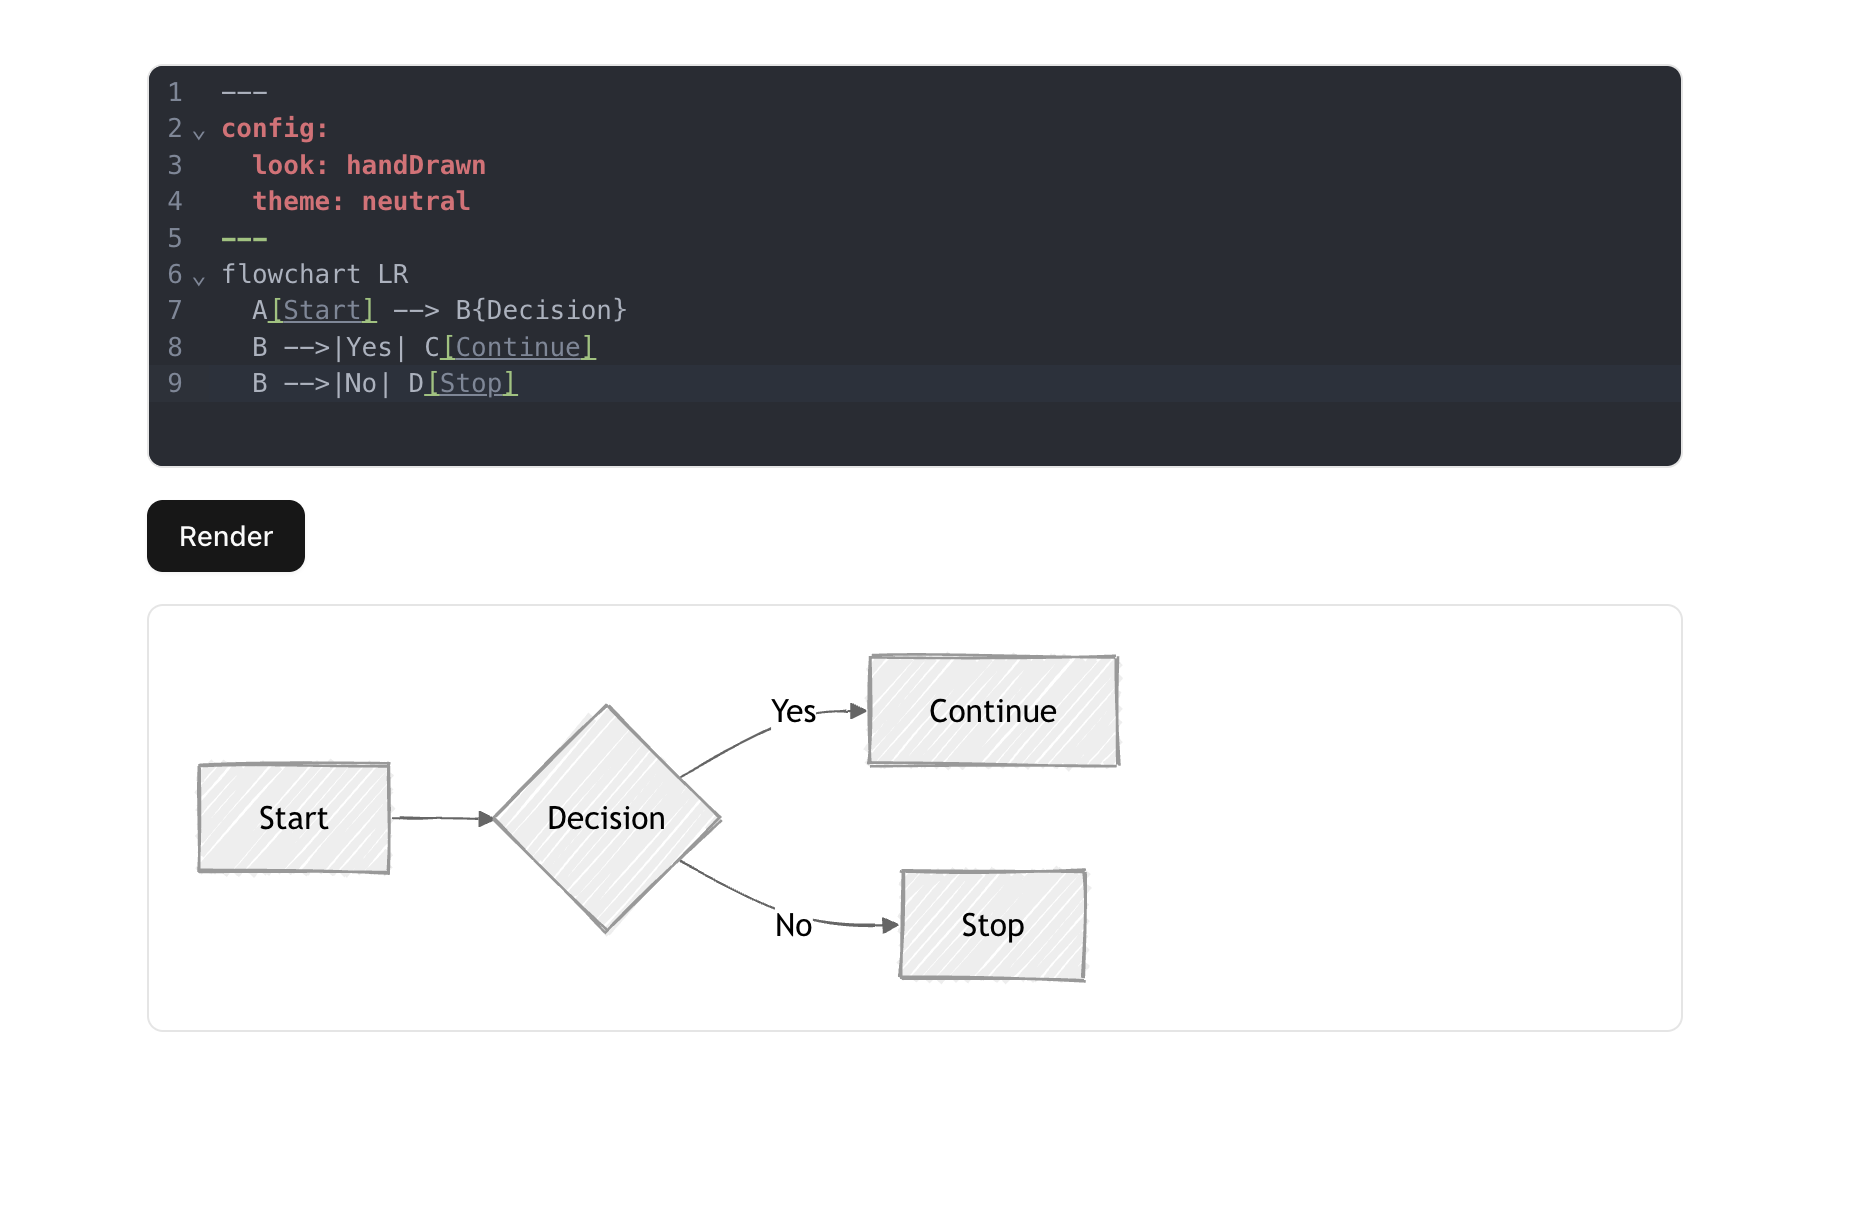 1 ---
2 config:
3   look: handDrawn
4   theme: neutral
5 ---
6 flowchart LR
7   A[Start] --> B{Decision}
8   B -->|Yes| C[Continue]
9   B -->|No| D[Stop]
Render
Yes
Continue
Start
Decision
No
Stop